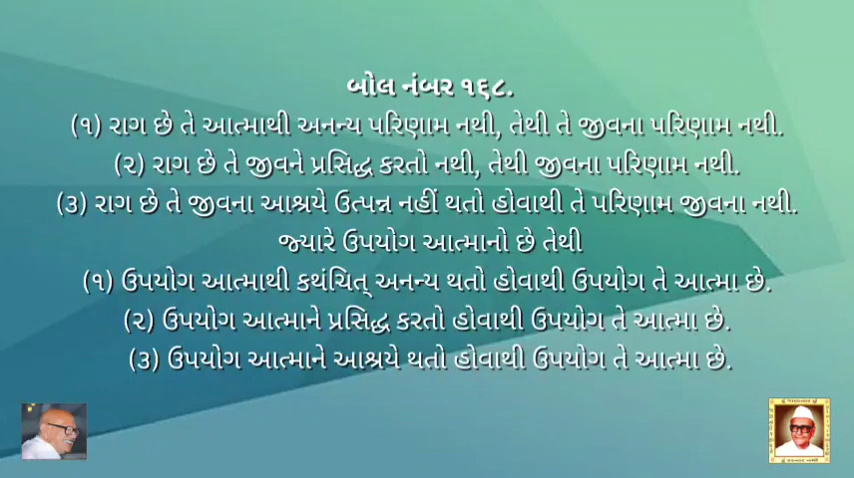 બોલ નંબર ૧૬૮.
(૧) રાગ છે તે આત્માથી અનન્ય પરિણામ નથી, તેથી તે જીવના પરિણામ નથી.
(૨) રાગ છે તે જીવને પ્રસિદ્ધ કરતો નથી, તેથી જીવના પરિણામ નથી.
(૩) રાગ છે તે જીવના આશ્રયે ઉત્પન્ન નહીં થતો હોવાથી તે પરિણામ જીવના નથી.
જ્યારે ઉપયોગ આત્માનો છે તેથી
(૧) ઉપયોગ આત્માથી કથંચિત્ અનન્ય થતો હોવાથી ઉપયોગ તે આત્મા છે.
(૨) ઉપયોગ આત્માને પ્રસિદ્ધ કરતો હોવાથી ઉપયોગ તે આત્મા છે.
(૩) ઉપયોગ આત્માને આશ્રયે થતો હોવાથી ઉપયોગ તે આત્મા છે.